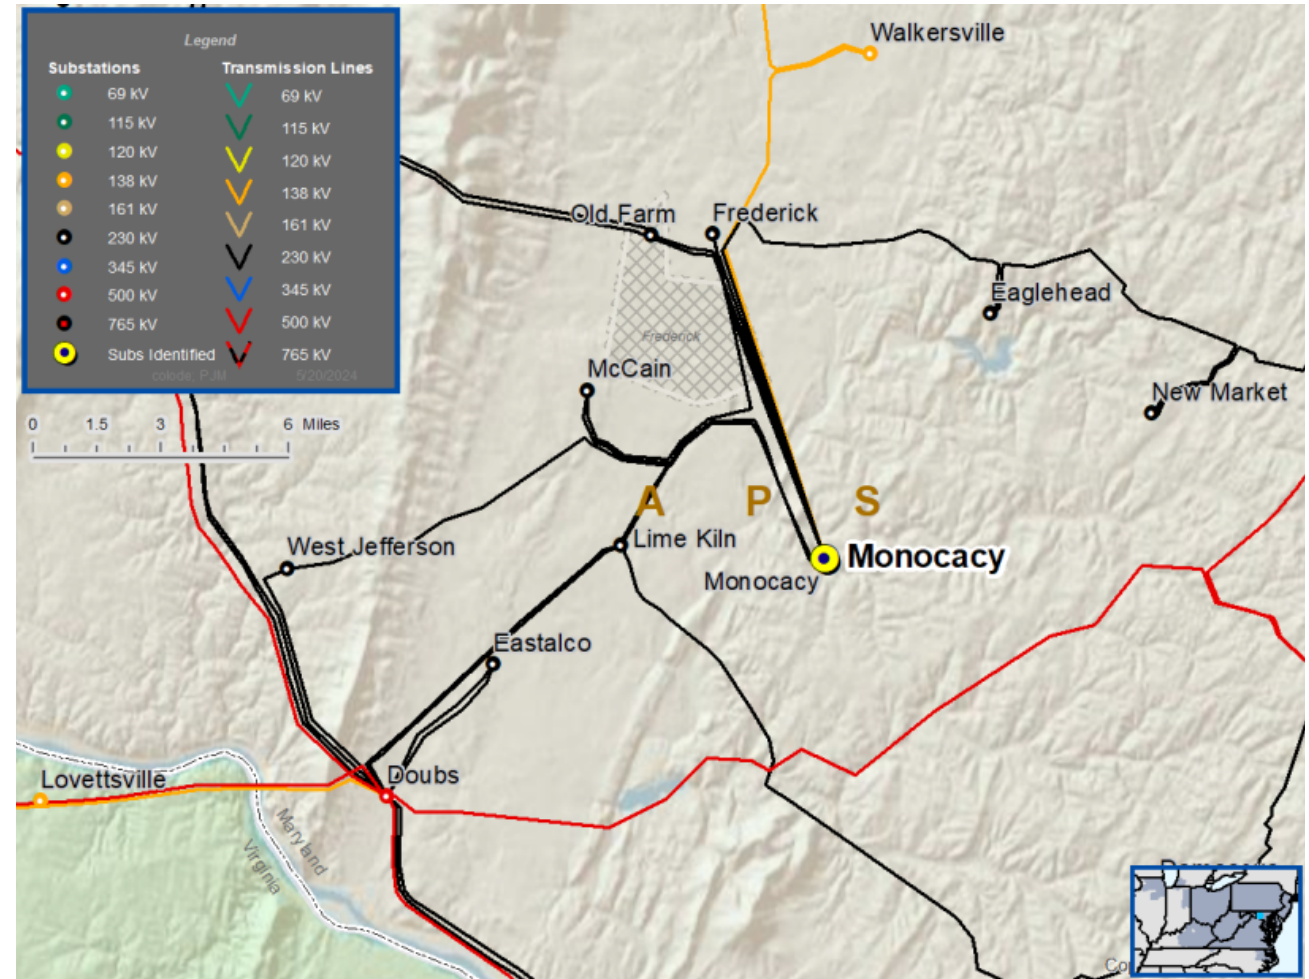 Legend
Substations
69 kV
115 kV
120 kV
138 kV
161 kV
230 kV
345 kV
500 kV
765 kV
Subs Identified
Transmission Lines
69 kV
115 kV
120 kV
138 kV
161 kV
230 kV
345 kV
500 kV
765 kV
colode, PJM 5/20/2024
0 1.5 3 6 Miles
Walkersville
Old Farm
Frederick
Eaglehead
Frederick
McCain
New Market
A P S
West Jefferson
Lime Kiln
Monocacy
Monocacy
Eastalco
Doubs
Lovettsville
Maryland
Virginia